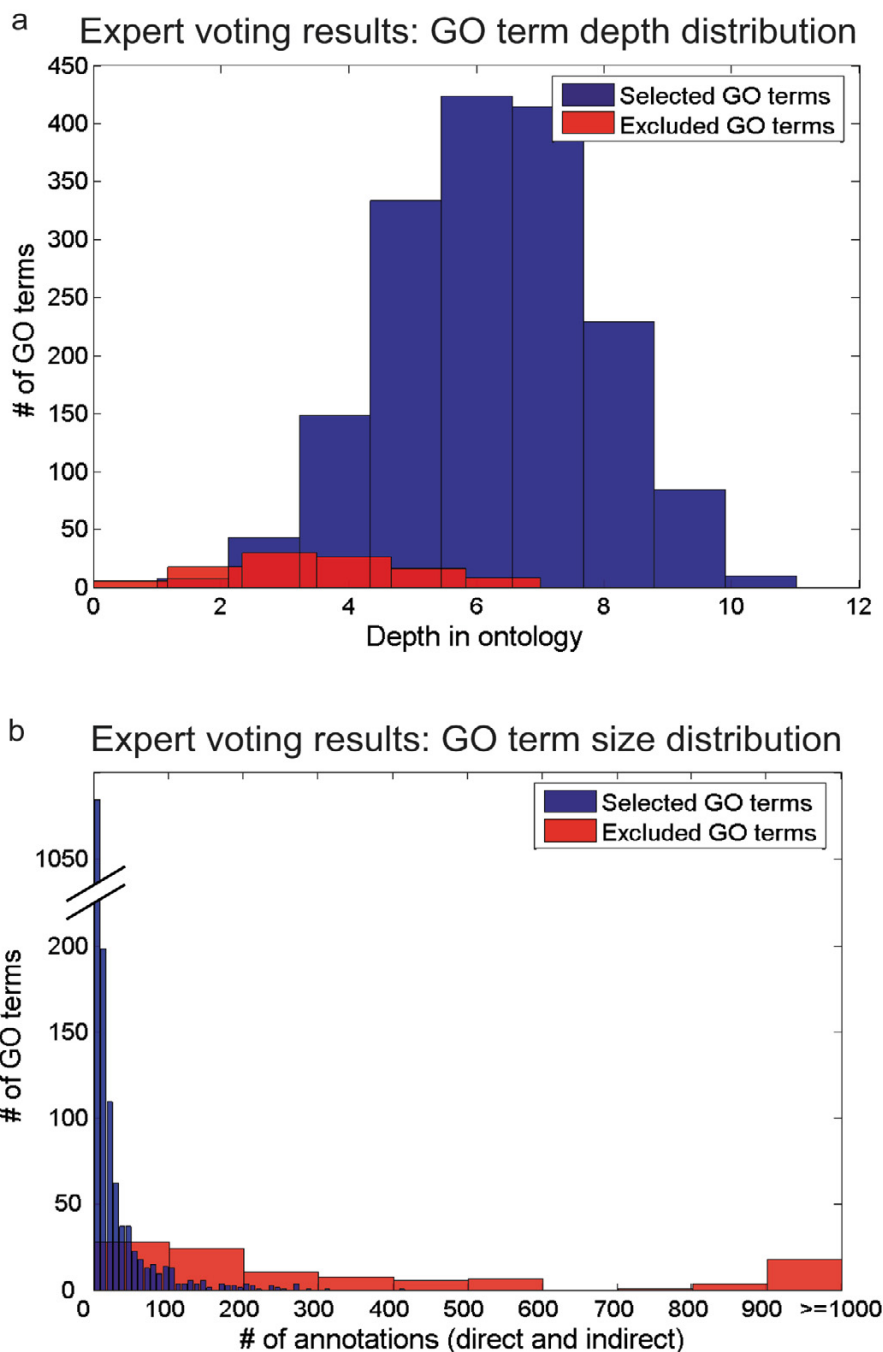 a
Expert voting results: GO term depth distribution
450
400
350
300
250
200
150
100
50
0
# of GO terms
Selected GO terms
Excluded GO terms
0 2 4 6 8 10 12
Depth in ontology
b
Expert voting results: GO term size distribution
1050
200
150
100
50
0
# of GO terms
Selected GO terms
Excluded GO terms
0 100 200 300 400 500 600 700 800 900 >=1000
# of annotations (direct and indirect)